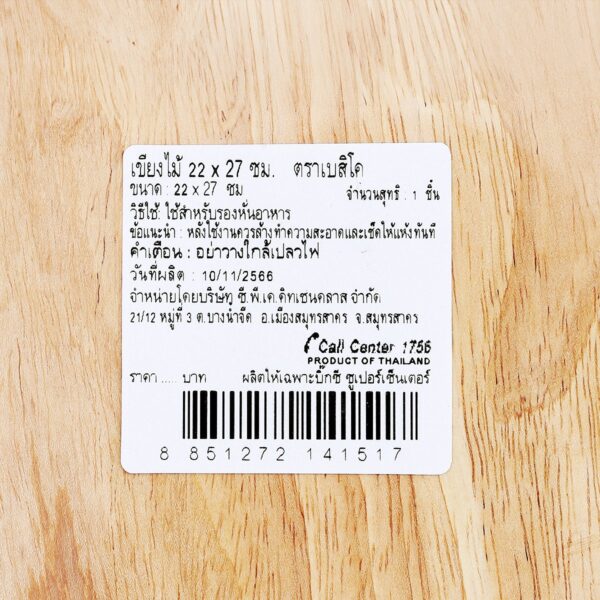 เขียงไม้ 22 x 27 ซม. ตราเบสิโค
ขนาด : 22 x 27 ซม จำนวนสุทธิ : 1 ชิ้น
วิธีใช้: ใช้สำหรับรองหั่นอาหาร
ข้อแนะนำ : หลังใช้งานควรล้างทำความสะอาดและเช็ดให้แห้งทันที
คำเตือน : อย่าวางใกล้เปลวไฟ
วันที่ผลิต : 10/11/2566
จำหน่ายโดยบริษัท ซี.พี.เค.คิทเชนคลาส จำกัด
21/12 หมู่ที่ 3 ต.บางน้ำจืด อ.เมืองสมุทรสาคร จ.สมุทรสาคร
Call Center 1756
PRODUCT OF THAILAND
ราคา ..... บาท ผลิตให้เฉพาะบิ๊กซี ซูเปอร์เซ็นเตอร์
8 851272 141517